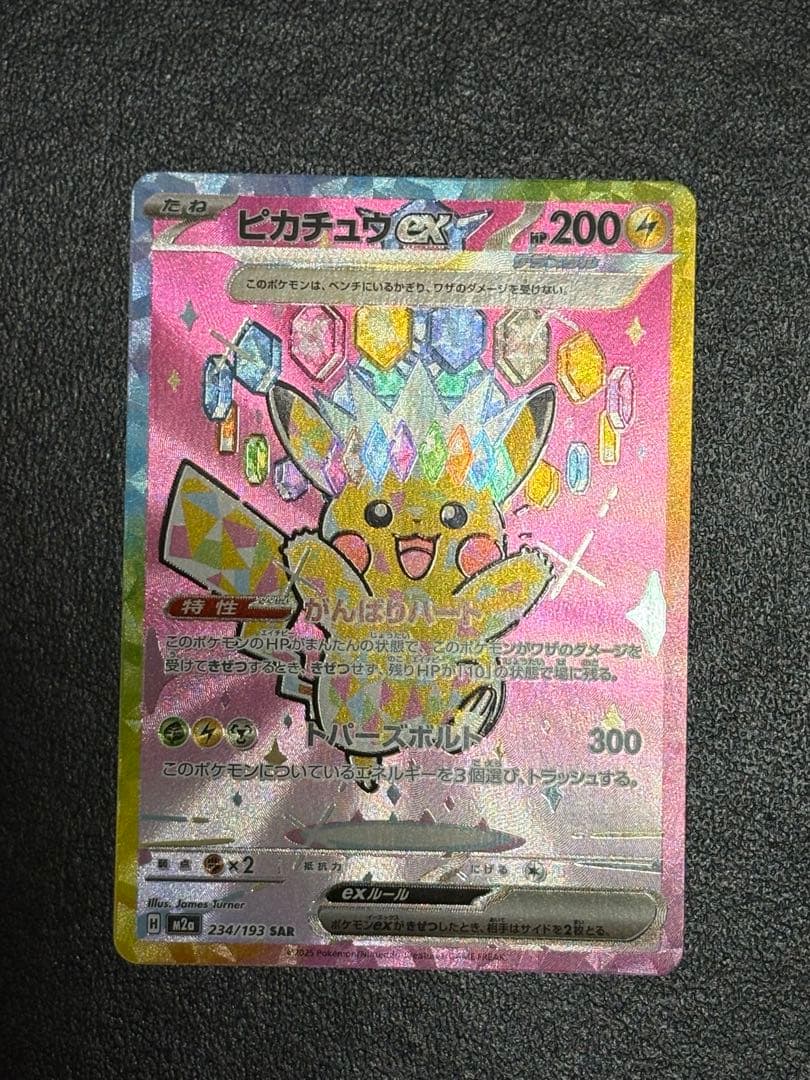 たね
ピカチュウex
HP200
テラスタル
このポケモンは、ベンチにいるかぎり、ワザのダメージを受けない。
特性 がんばりハート
このポケモンのHPがまんたんの状態で、このポケモンがワザのダメージを
受けてきぜつするとき、きぜつせず、残りHPが「10」の状態で場に残る。
トパーズボルト 300
このポケモンについているエネルギーを3個選び、トラッシュする。
弱点 ×2 抵抗力 にげる
exルール
ポケモンexがきぜつしたとき、相手はサイドを2枚とる。
Illus. James Turner
H M2a 234/193 SAR
©2025 Pokémon/Nintendo/Creatures/GAME FREAK.